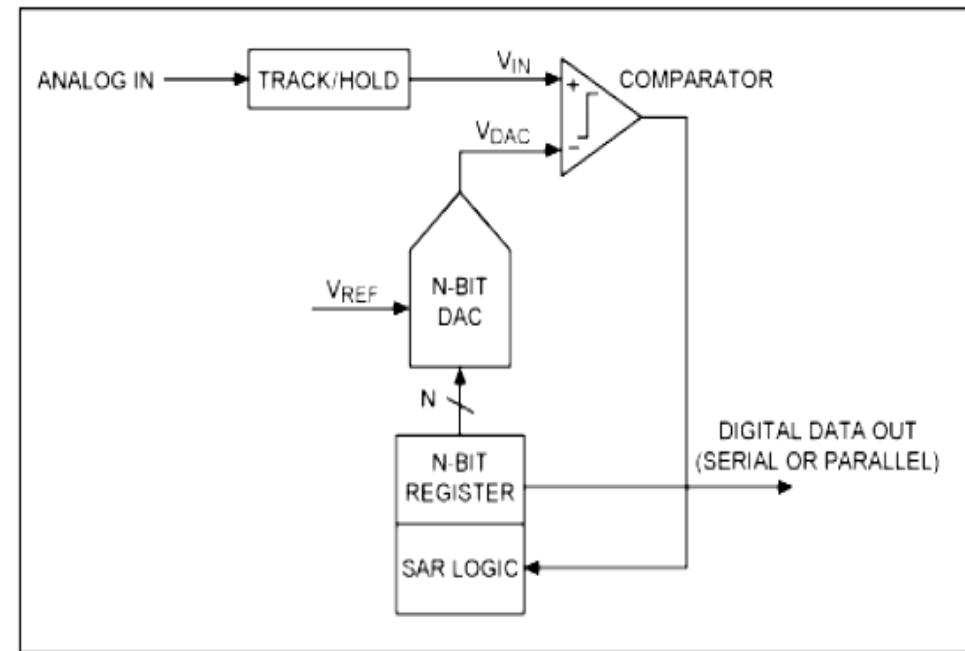 ANALOG IN
TRACK/HOLD
VIN
COMPARATOR
+
VDAC
−
VREF
N-BIT
DAC
N
N-BIT
REGISTER
DIGITAL DATA OUT
(SERIAL OR PARALLEL)
SAR LOGIC